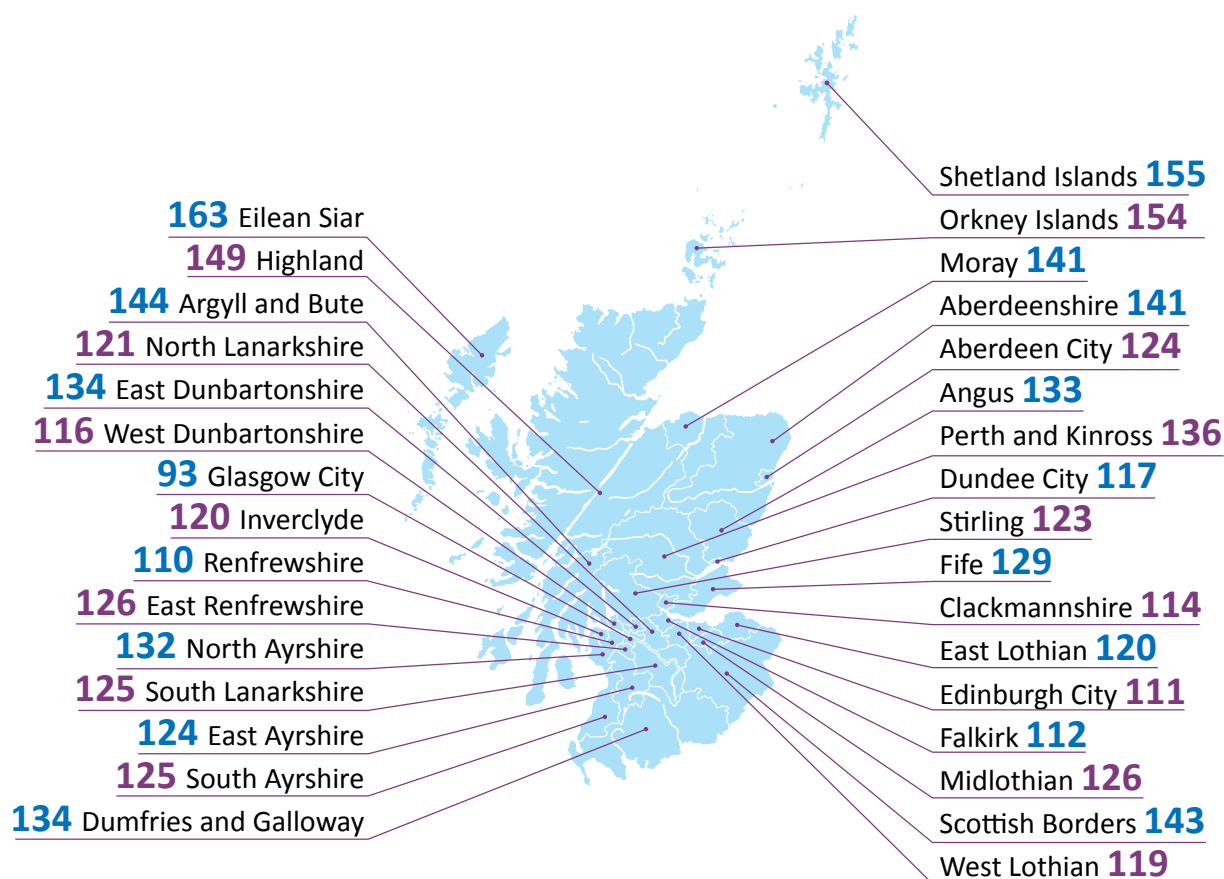 163 Eilean Siar
149 Highland
144 Argyll and Bute
121 North Lanarkshire
134 East Dunbartonshire
116 West Dunbartonshire
93 Glasgow City
120 Inverclyde
110 Renfrewshire
126 East Renfrewshire
132 North Ayrshire
125 South Lanarkshire
124 East Ayrshire
125 South Ayrshire
134 Dumfries and Galloway
Shetland Islands 155
Orkney Islands 154
Moray 141
Aberdeenshire 141
Aberdeen City 124
Angus 133
Perth and Kinross 136
Dundee City 117
Stirling 123
Fife 129
Clackmannshire 114
East Lothian 120
Edinburgh City 111
Falkirk 112
Midlothian 126
Scottish Borders 143
West Lothian 119